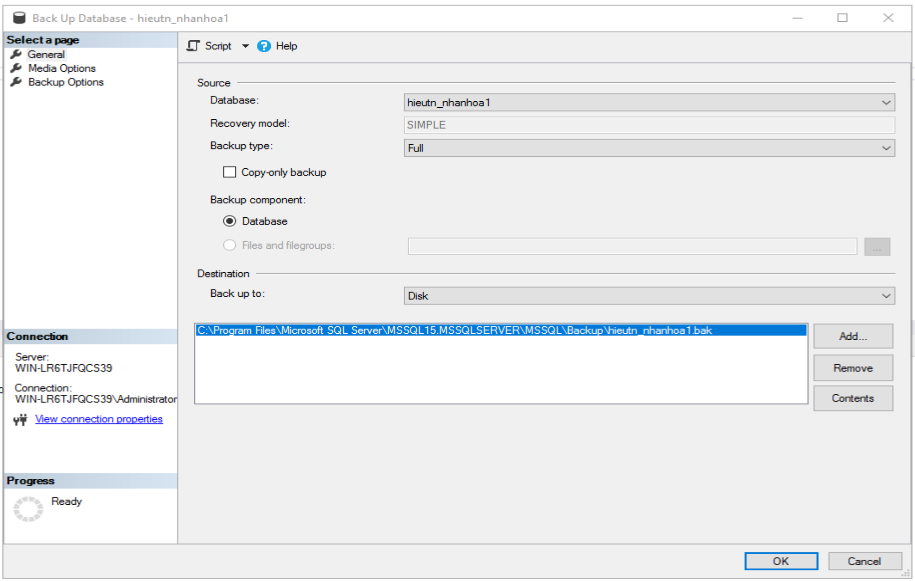 Back Up Database - hieutn_nhanhoa1
Select a page
General
Media Options
Backup Options
Script
Help
Source
Database:
hieutn_nhanhoa1
Recovery model:
SIMPLE
Backup type:
Full
Copy-only backup
Backup component:
Database
Files and filegroups:
...
Destination
Back up to:
Disk
C:\Program Files\Microsoft SQL Server\MSSQL15.MSSQLSERVER\MSSQL\Backup\hieutn_nhanhoa1.bak
Add...
Remove
Contents
Connection
Server:
WIN-LR6TJFQCS39
Connection:
WIN-LR6TJFQCS39\Administrator
View connection properties
Progress
Ready
OK
Cancel